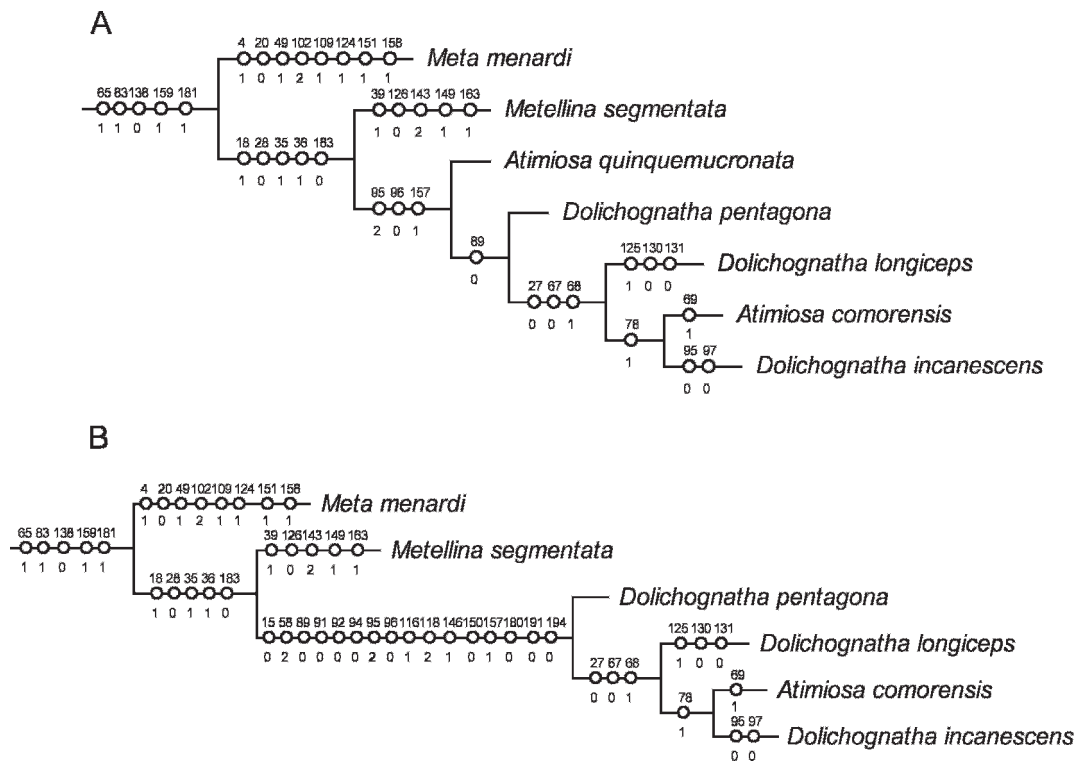 A
4 20 49 102 109 124 151 158
Meta menardi
1 0 1 2 1 1 1 1
65 83 138 159 181
1 1 0 1 1
39 126 143 149 163
Metellina segmentata
1 0 2 1 1
18 28 35 36 183
1 0 1 1 0
Atimiosa quinquemucronata
95 96 157
2 0 1
Dolichognatha pentagona
89
0
125 130 131
Dolichognatha longiceps
1 0 0
27 67 68
0 0 1
69
Atimiosa comorensis
1
78
1
95 97
Dolichognatha incanescens
0 0
B
4 20 49 102 109 124 151 158
Meta menardi
1 0 1 2 1 1 1 1
65 83 138 159 181
1 1 0 1 1
39 126 143 149 163
Metellina segmentata
1 0 2 1 1
18 28 35 36 183
1 0 1 1 0
Dolichognatha pentagona
15 58 89 91 92 94 95 96 116 118 146 150 157 180 191 194
0 2 0 0 0 0 2 0 1 2 1 0 1 0 0 0
125 130 131
Dolichognatha longiceps
1 0 0
27 67 68
0 0 1
69
Atimiosa comorensis
1
78
1
95 97
Dolichognatha incanescens
0 0